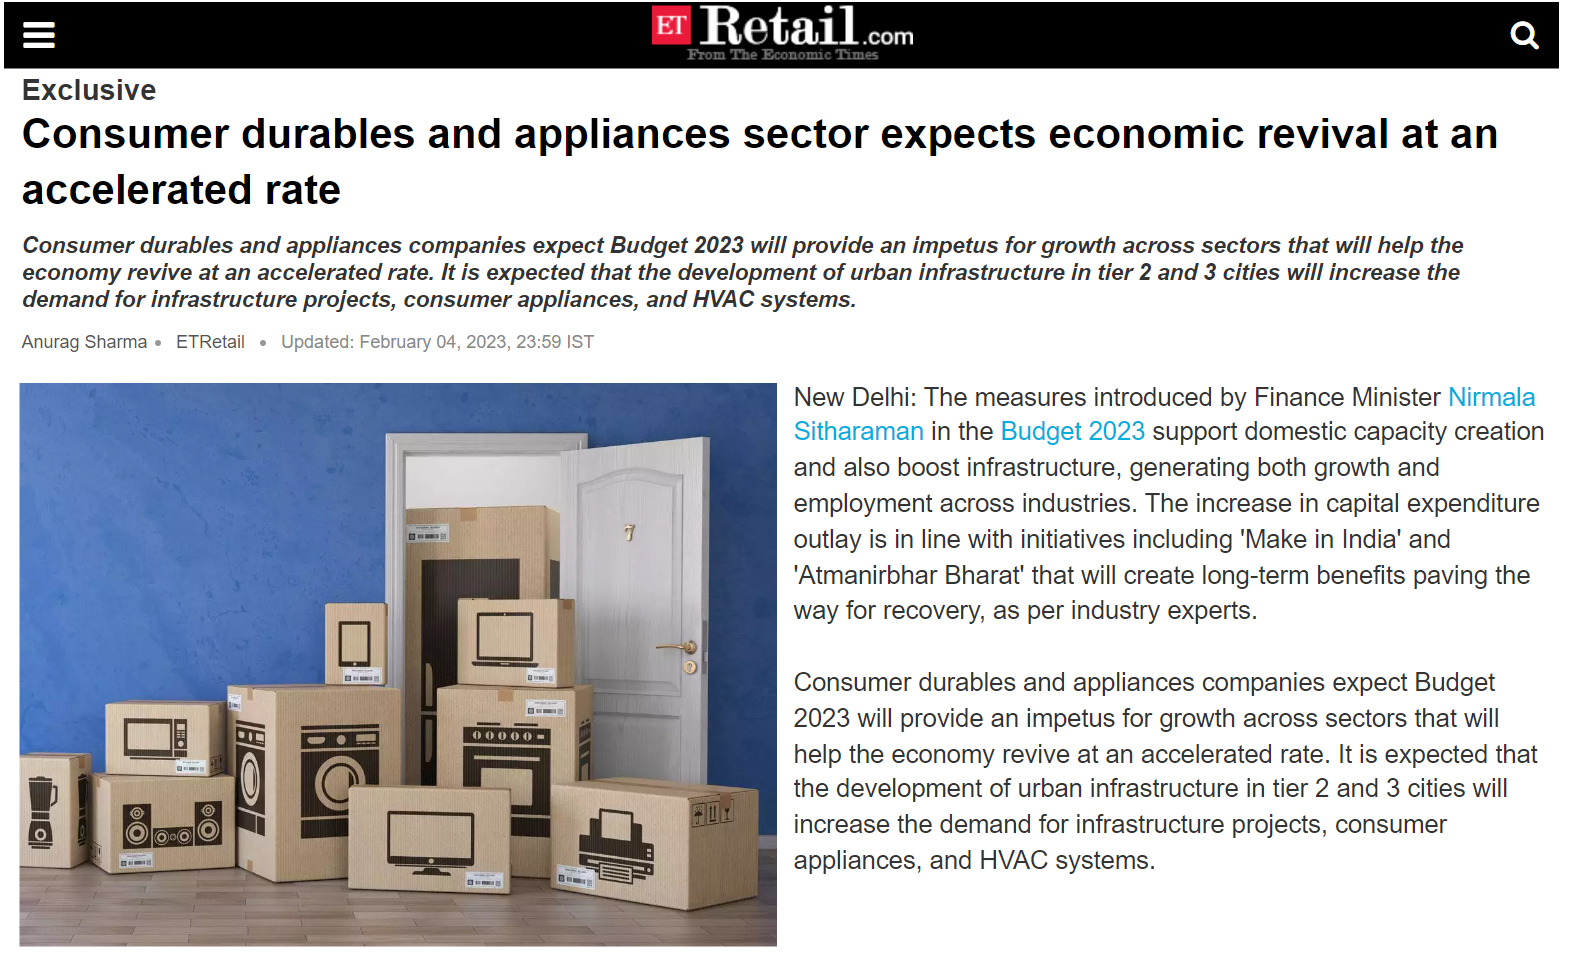 ET Retail.com
From The Economic Times
Exclusive
Consumer durables and appliances sector expects economic revival at an
accelerated rate
Consumer durables and appliances companies expect Budget 2023 will provide an impetus for growth across sectors that will help the
economy revive at an accelerated rate. It is expected that the development of urban infrastructure in tier 2 and 3 cities will increase the
demand for infrastructure projects, consumer appliances, and HVAC systems.
Anurag Sharma • ETRetail • Updated: February 04, 2023, 23:59 IST
New Delhi: The measures introduced by Finance Minister Nirmala
Sitharaman in the Budget 2023 support domestic capacity creation
and also boost infrastructure, generating both growth and
employment across industries. The increase in capital expenditure
outlay is in line with initiatives including 'Make in India' and
'Atmanirbhar Bharat' that will create long-term benefits paving the
way for recovery, as per industry experts.
Consumer durables and appliances companies expect Budget
2023 will provide an impetus for growth across sectors that will
help the economy revive at an accelerated rate. It is expected that
the development of urban infrastructure in tier 2 and 3 cities will
increase the demand for infrastructure projects, consumer
appliances, and HVAC systems.
7